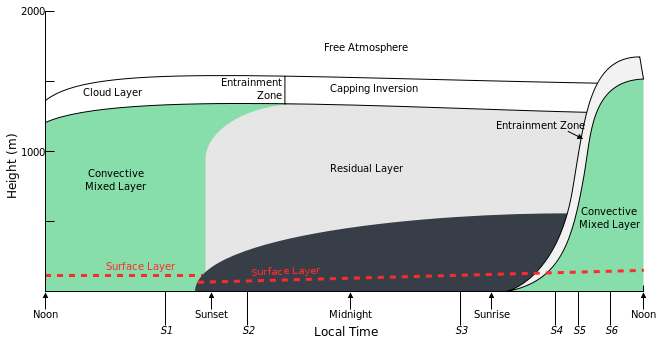 2000
Free Atmosphere
Cloud Layer
Entrainment
Zone
Capping Inversion
Entrainment Zone
1000
Height (m)
Convective
Mixed Layer
Residual Layer
Convective
Mixed Layer
Surface Layer
Surface Layer
Noon
Sunset
Midnight
Sunrise
Noon
S1
S2
S3
S4
S5
S6
Local Time